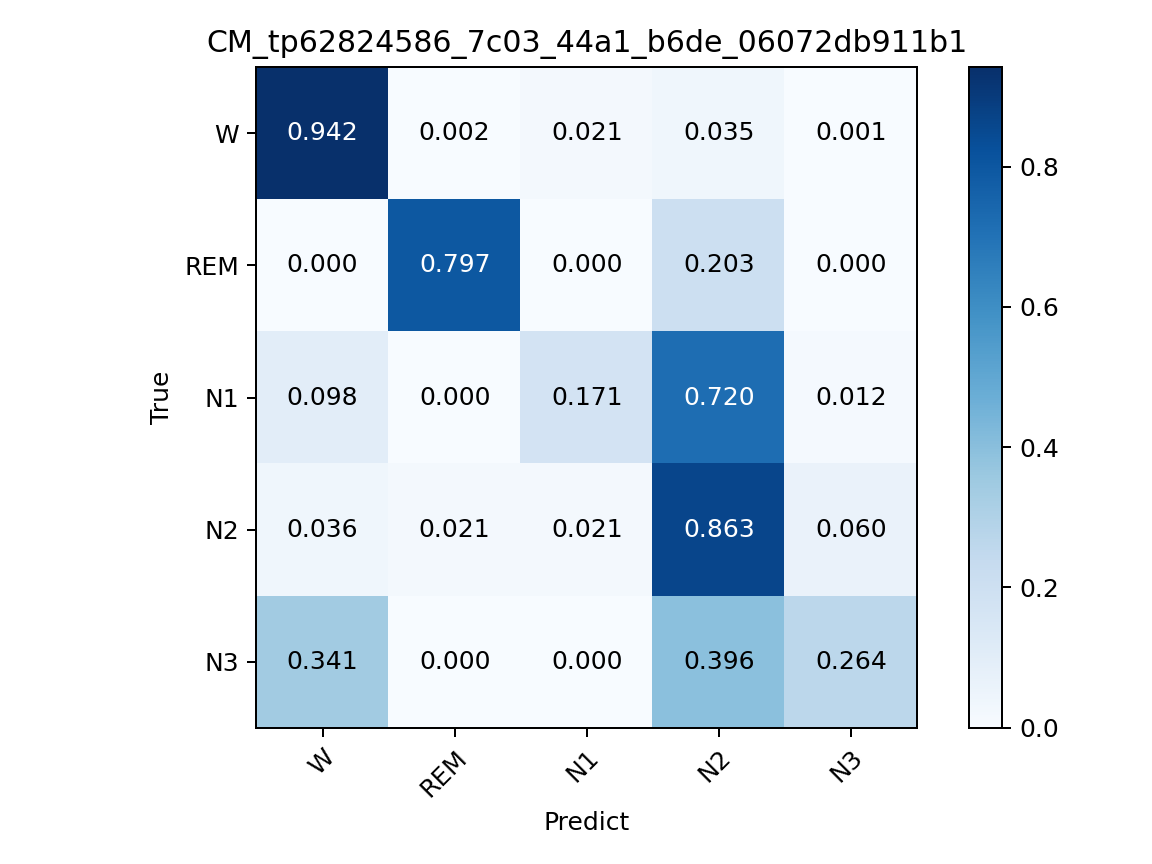 CM_tp62824586_7c03_44a1_b6de_06072db911b1
W 0.942 0.002 0.021 0.035 0.001
REM 0.000 0.797 0.000 0.203 0.000
N1 0.098 0.000 0.171 0.720 0.012
N2 0.036 0.021 0.021 0.863 0.060
N3 0.341 0.000 0.000 0.396 0.264
True
W REM N1 N2 N3
Predict
0.8
0.6
0.4
0.2
0.0